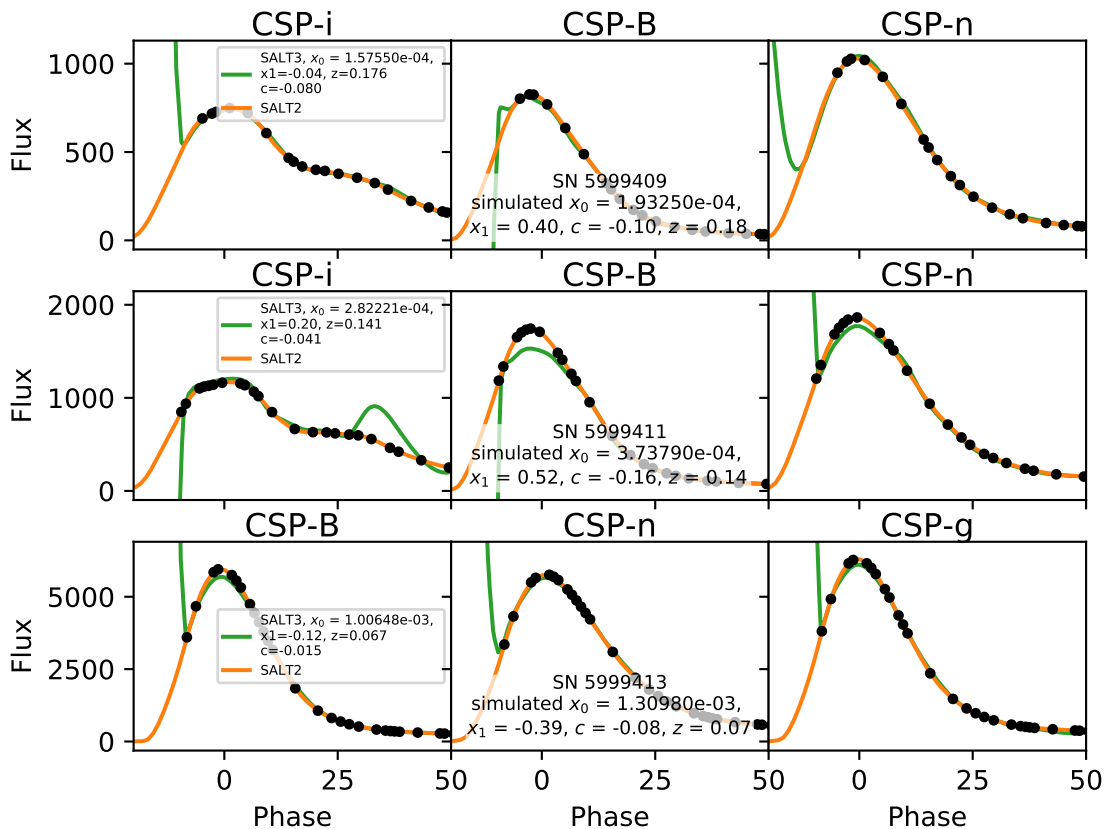 CSP-i
CSP-B
CSP-n
Flux
1000
500
0
SALT3, x0 = 1.57550e-04,
x1=-0.04, z=0.176
c=-0.080
SALT2
SN 5999409
simulated x0 = 1.93250e-04,
x1 = 0.40, c = -0.10, z = 0.18
CSP-i
CSP-B
CSP-n
Flux
2000
1000
0
SALT3, x0 = 2.82221e-04,
x1=0.20, z=0.141
c=-0.041
SALT2
SN 5999411
simulated x0 = 3.73790e-04,
x1 = 0.52, c = -0.16, z = 0.14
CSP-B
CSP-n
CSP-g
Flux
5000
2500
0
SALT3, x0 = 1.00648e-03,
x1=-0.12, z=0.067
c=-0.015
SALT2
SN 5999413
simulated x0 = 1.30980e-03,
x1 = -0.39, c = -0.08, z = 0.07
0 25 50 0 25 50 0 25 50
Phase
Phase
Phase